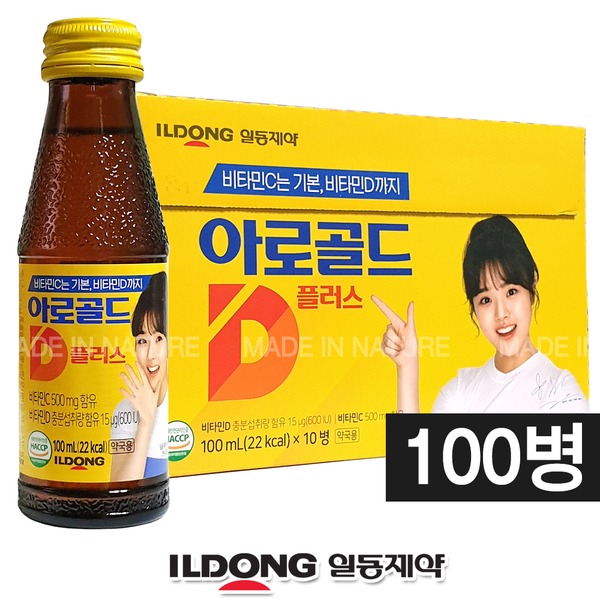 ILDONG 일동제약
비타민C는 기본, 비타민D까지
아로골드
D 플러스
비타민D 충분섭취량 함유 15 μg(600 IU) | 비타민C 500 mg 함유
100 mL(22 kcal) × 10 병
HACCP
비타민C는 기본, 비타민D까지
아로골드
D 플러스
비타민C 500 mg 함유
비타민D 충분섭취량 함유 15 μg(600 IU)
100 mL(22 kcal) 약국용
HACCP
ILDONG
MADE IN NATURE
MADE IN NATURE
MADE IN
100병
ILDONG 일동제약